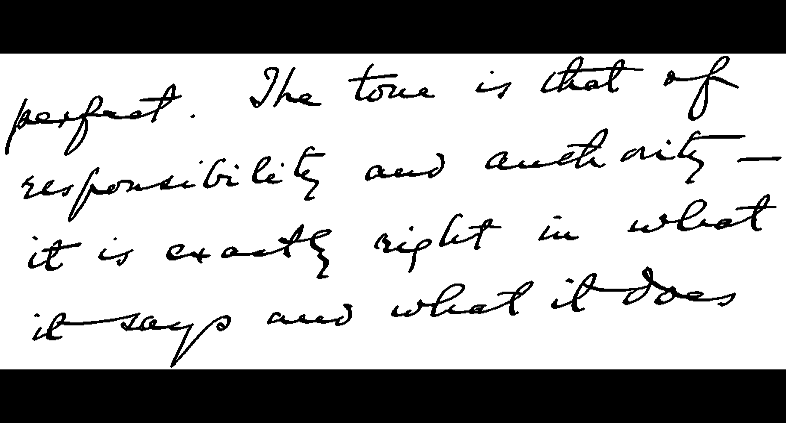 perfect. The tone is that of
responsibility and authority —
it is exactly right in what
it says and what it does